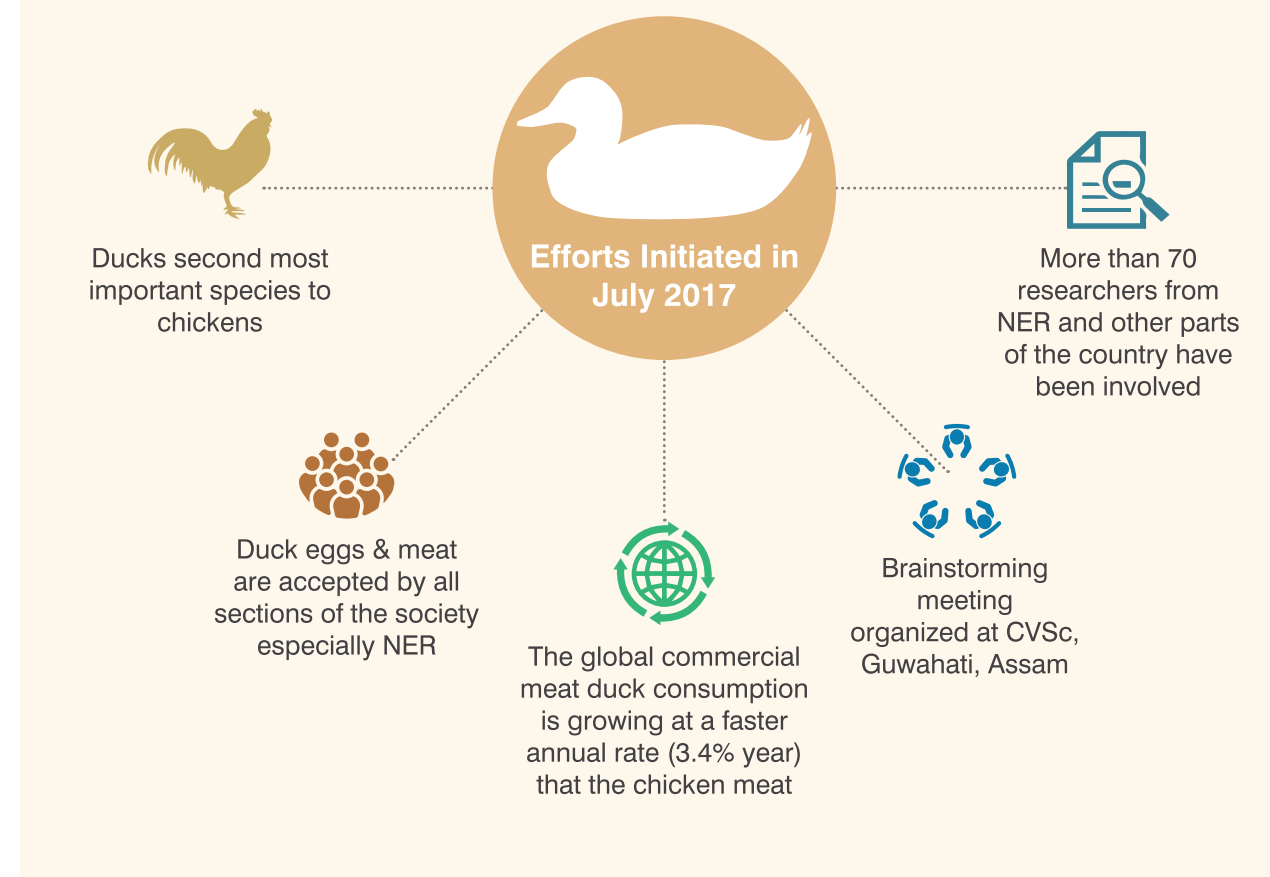 Efforts Initiated in
July 2017
Ducks second most
important species to
chickens
Duck eggs & meat
are accepted by all
sections of the society
especially NER
The global commercial
meat duck consumption
is growing at a faster
annual rate (3.4% year)
that the chicken meat
Brainstorming
meeting
organized at CVSc,
Guwahati, Assam
More than 70
researchers from
NER and other parts
of the country have
been involved